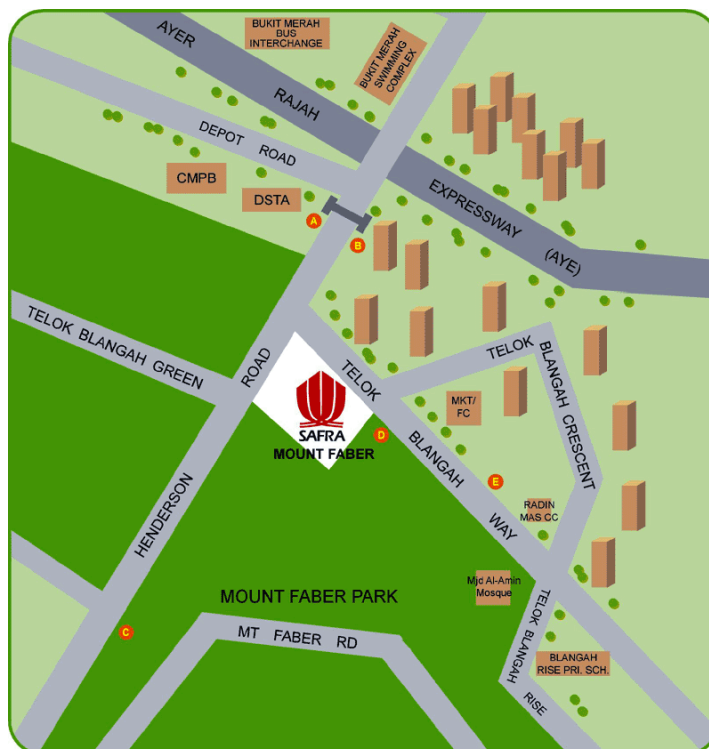 AYER
RAJAH
EXPRESSWAY
(AYE)
BUKIT MERAH
BUS
INTERCHANGE
BUKIT MERAH
SWIMMING
COMPLEX
DEPOT ROAD
CMPB
DSTA
A
B
TELOK BLANGAH GREEN
HENDERSON
ROAD
SAFRA
MOUNT FABER
TELOK
BLANGAH
WAY
TELOK
BLANGAH CRESCENT
MKT/
FC
D
E
RADIN
MAS CC
Mjd Al-Amin
Mosque
MOUNT FABER PARK
MT FABER RD
C
TELOK BLANGAH
RISE
BLANGAH
RISE PRI. SCH.